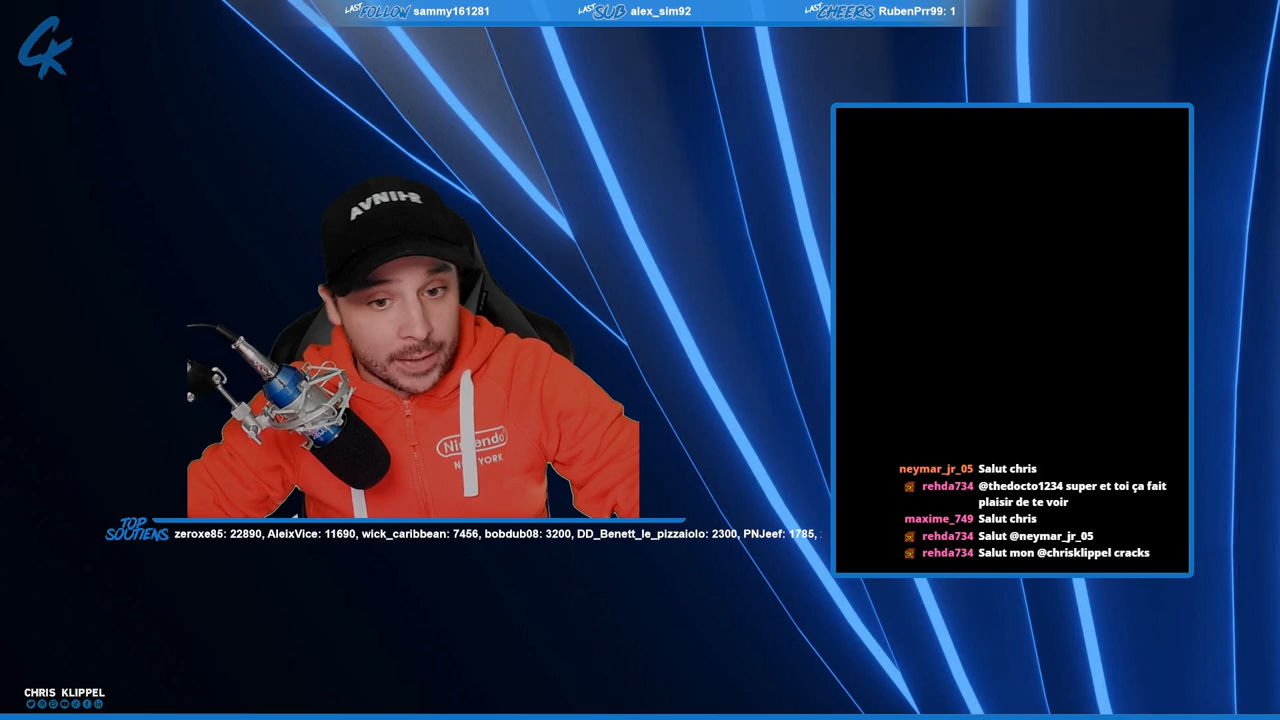 LAST FOLLOW sammy161281
LAST SUB alex_sim92
LAST CHEERS RubenPrr99: 1
CK
AVNIR
Nintendo
NEW YORK
neymar_jr_05 Salut chris
rehda734 @thedocto1234 super et toi ça fait
plaisir de te voir
maxime_749 Salut chris
rehda734 Salut @neymar_jr_05
rehda734 Salut mon @chrisklippel cracks
TOP
SOUTIENS
zeroxe85: 22890, AleixVice: 11690, wick_caribbean: 7456, bobdub08: 3200, DD_Benett_le_pizzaiolo: 2300, PNJeef: 1785,
CHRIS KLIPPEL